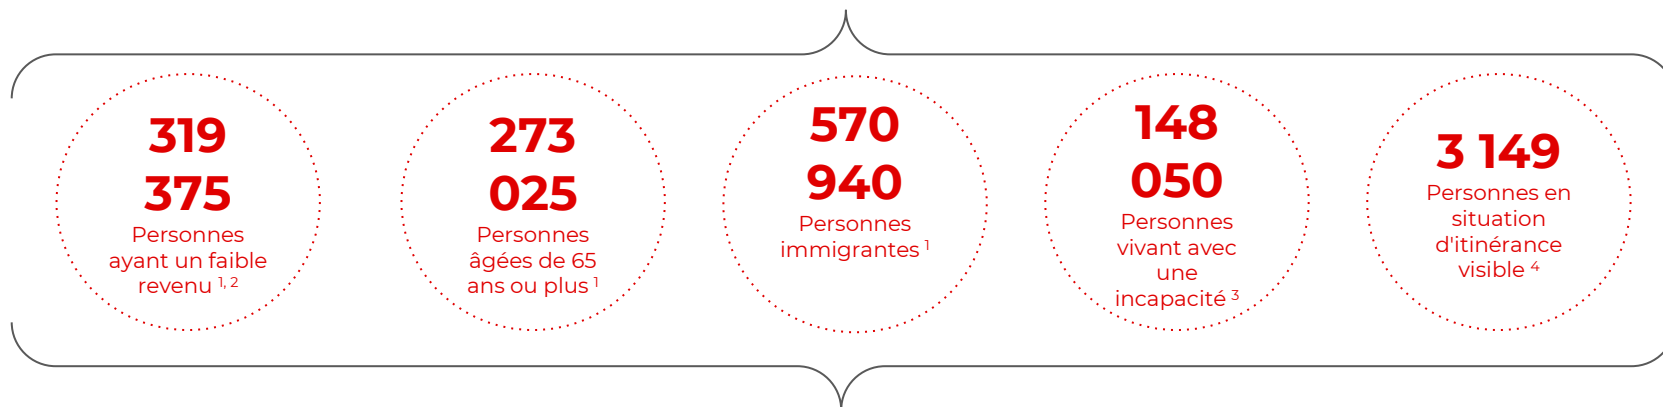 319
375
Personnes
ayant un faible
revenu 1, 2
273
025
Personnes
âgées de 65
ans ou plus 1
570
940
Personnes
immigrantes 1
148
050
Personnes
vivant avec
une
incapacité 3
3 149
Personnes en
situation
d'itinérance
visible 4